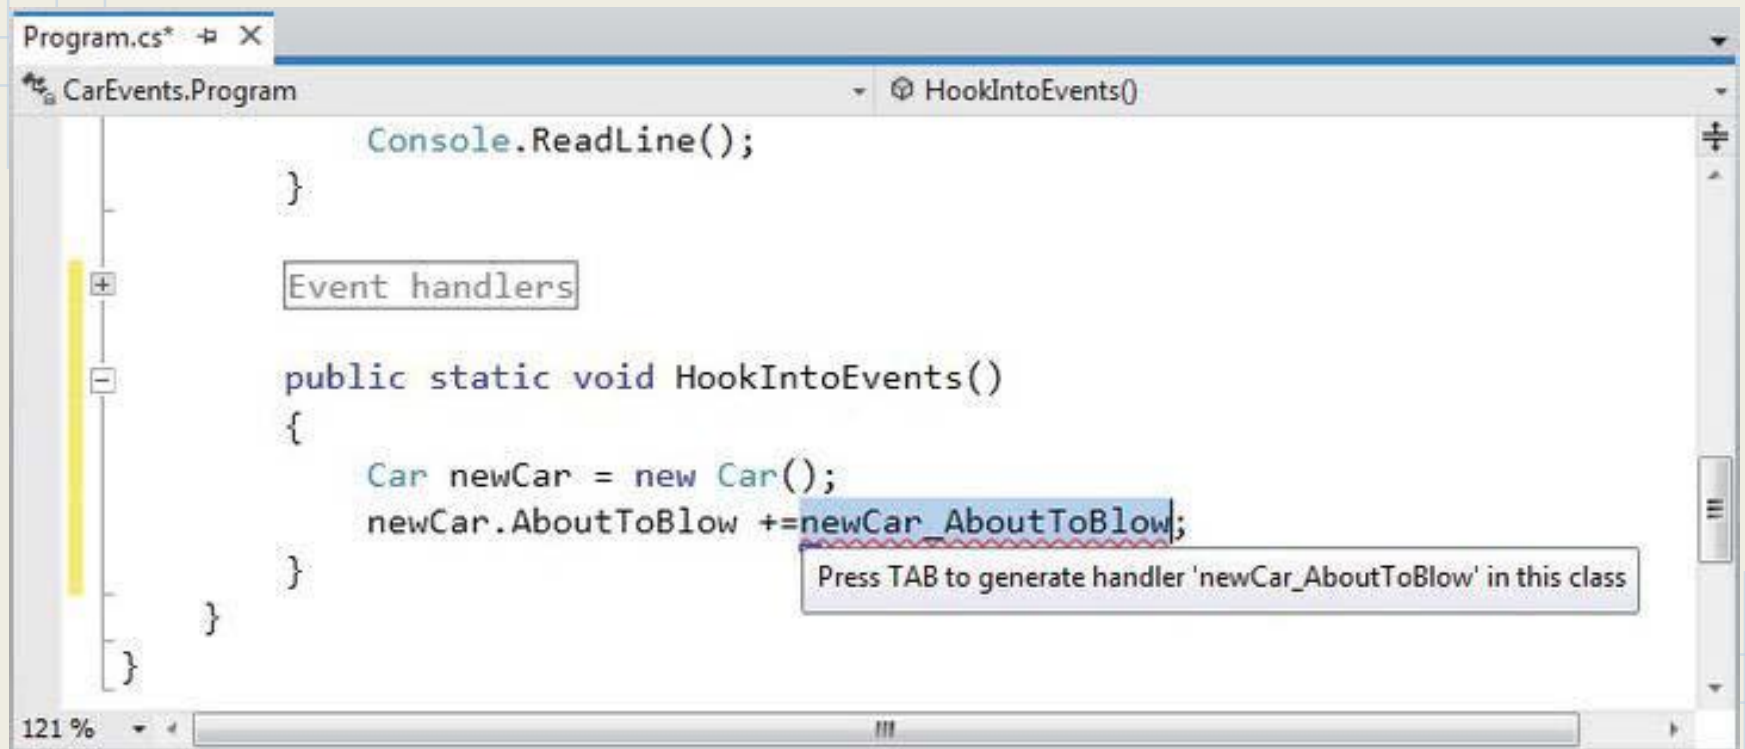 Program.cs*
CarEvents.Program HookIntoEvents()
Console.ReadLine();
}
Event handlers
public static void HookIntoEvents()
{
Car newCar = new Car();
newCar.AboutToBlow +=newCar_AboutToBlow;
}
Press TAB to generate handler 'newCar_AboutToBlow' in this class
}
}
121 %